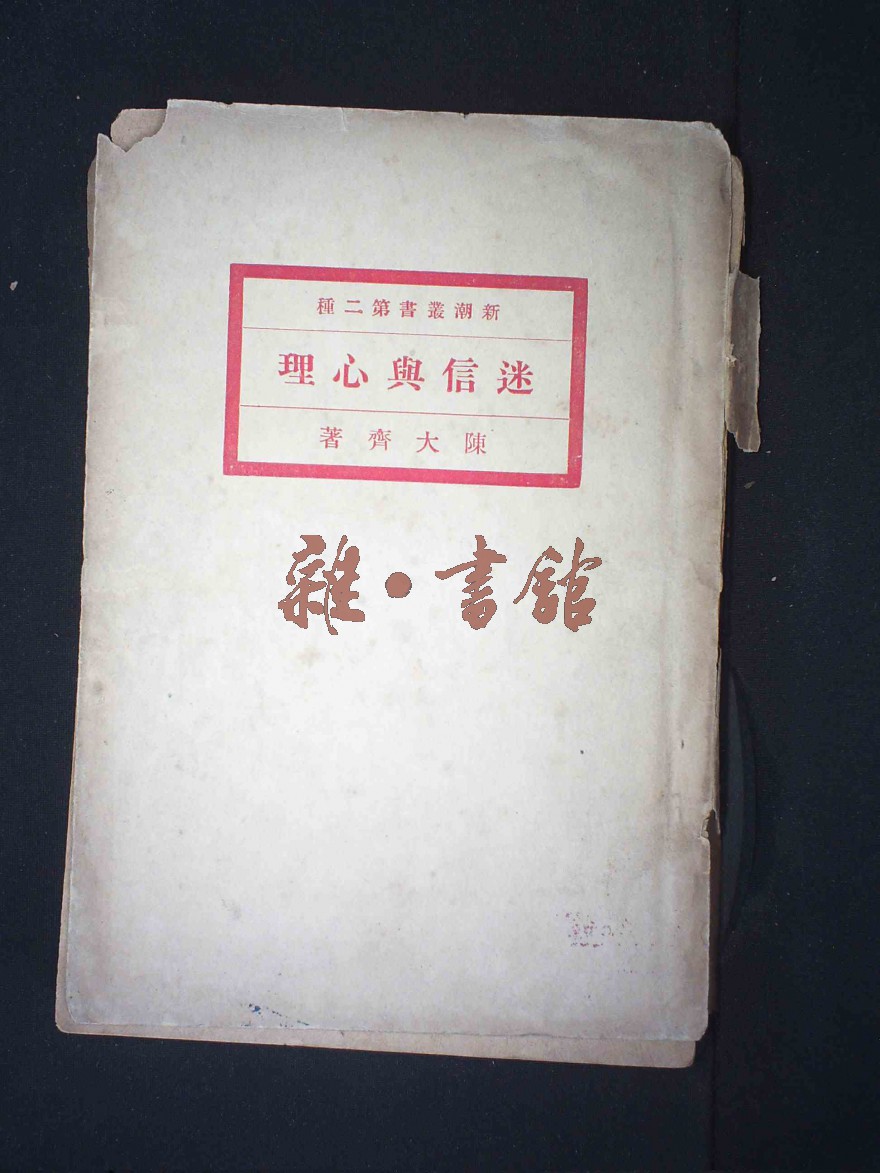 新潮叢書第二種
迷信與心理
陳大齊著
雜·書館